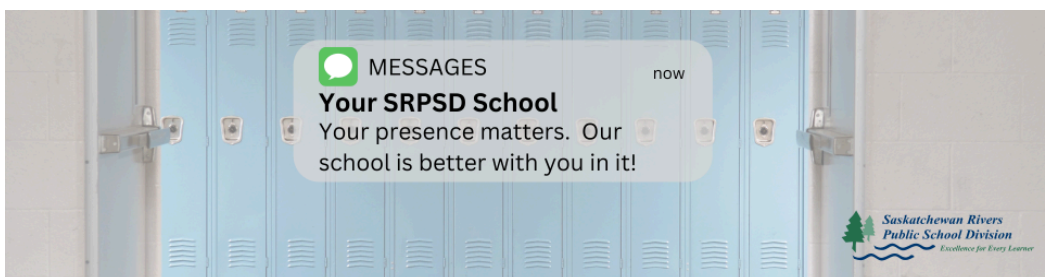 MESSAGES
now
Your SRPSD School
Your presence matters.  Our
school is better with you in it!
Saskatchewan Rivers
Public School Division
Excellence for Every Learner